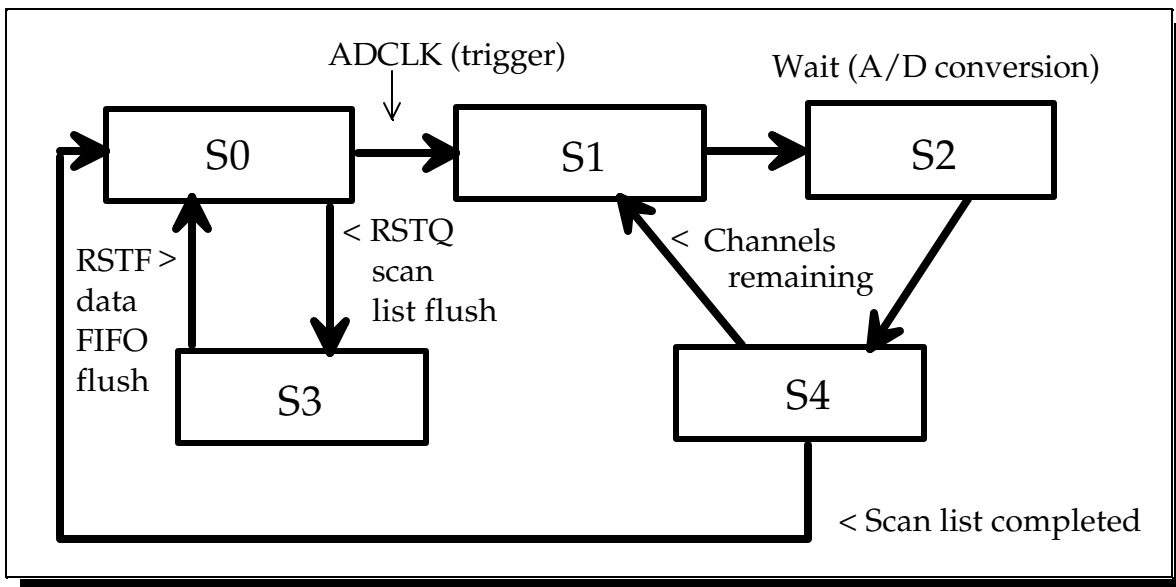 ADCLK (trigger)
Wait (A/D conversion)
S0
S1
S2
RSTF >
data
FIFO
flush
< RSTQ
scan
list flush
< Channels
remaining
S3
S4
< Scan list completed